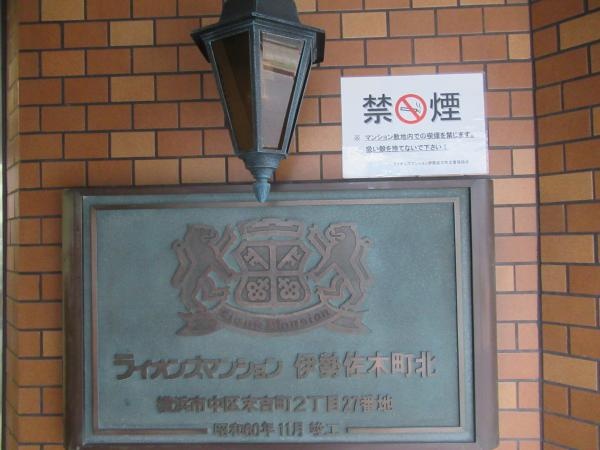 禁煙
※ マンション敷地内での喫煙を禁じます。
吸い殻を捨てないで下さい！
Lions Mansion
ライオンズマンション 伊勢佐木町北
横浜市中区末吉町2丁目27番地
昭和60年11月 竣工